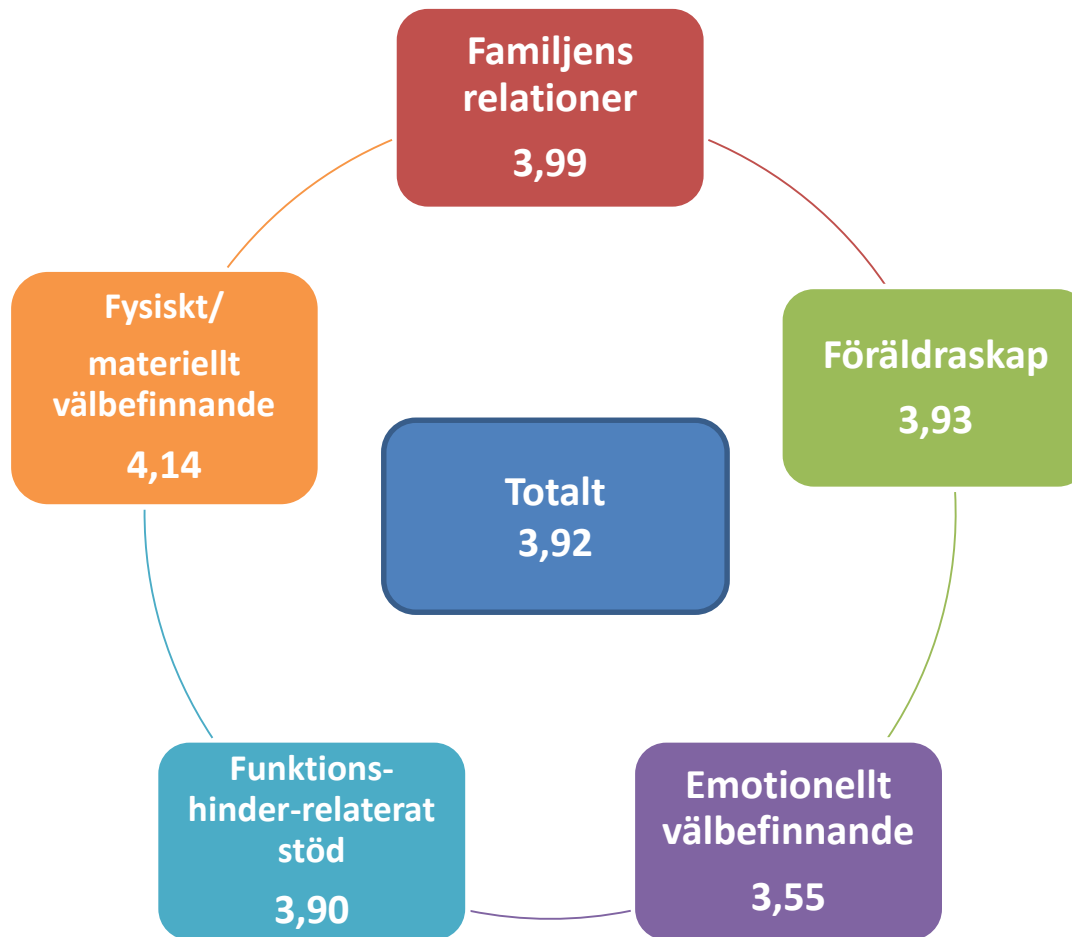 Familjens
relationer
3,99
Fysiskt/
materiellt
välbefinnande
4,14
Föräldraskap
3,93
Totalt
3,92
Funktions-
hinder-relaterat
stöd
3,90
Emotionellt
välbefinnande
3,55